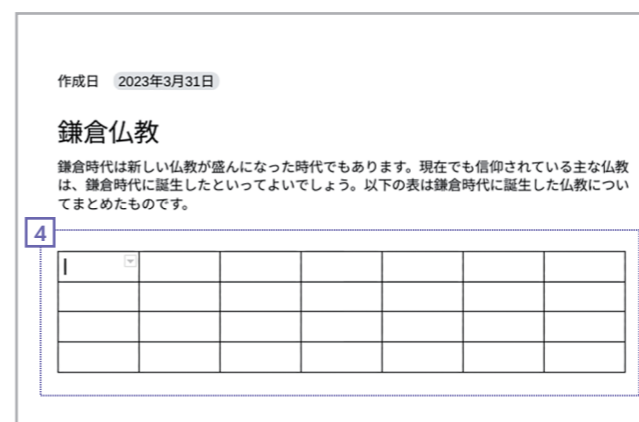 作成日 2023年3月31日
鎌倉仏教
鎌倉時代は新しい仏教が盛んになった時代でもあります。現在でも信仰されている主な仏教
は、鎌倉時代に誕生したといってよいでしょう。以下の表は鎌倉時代に誕生した仏教につい
てまとめたものです。
4